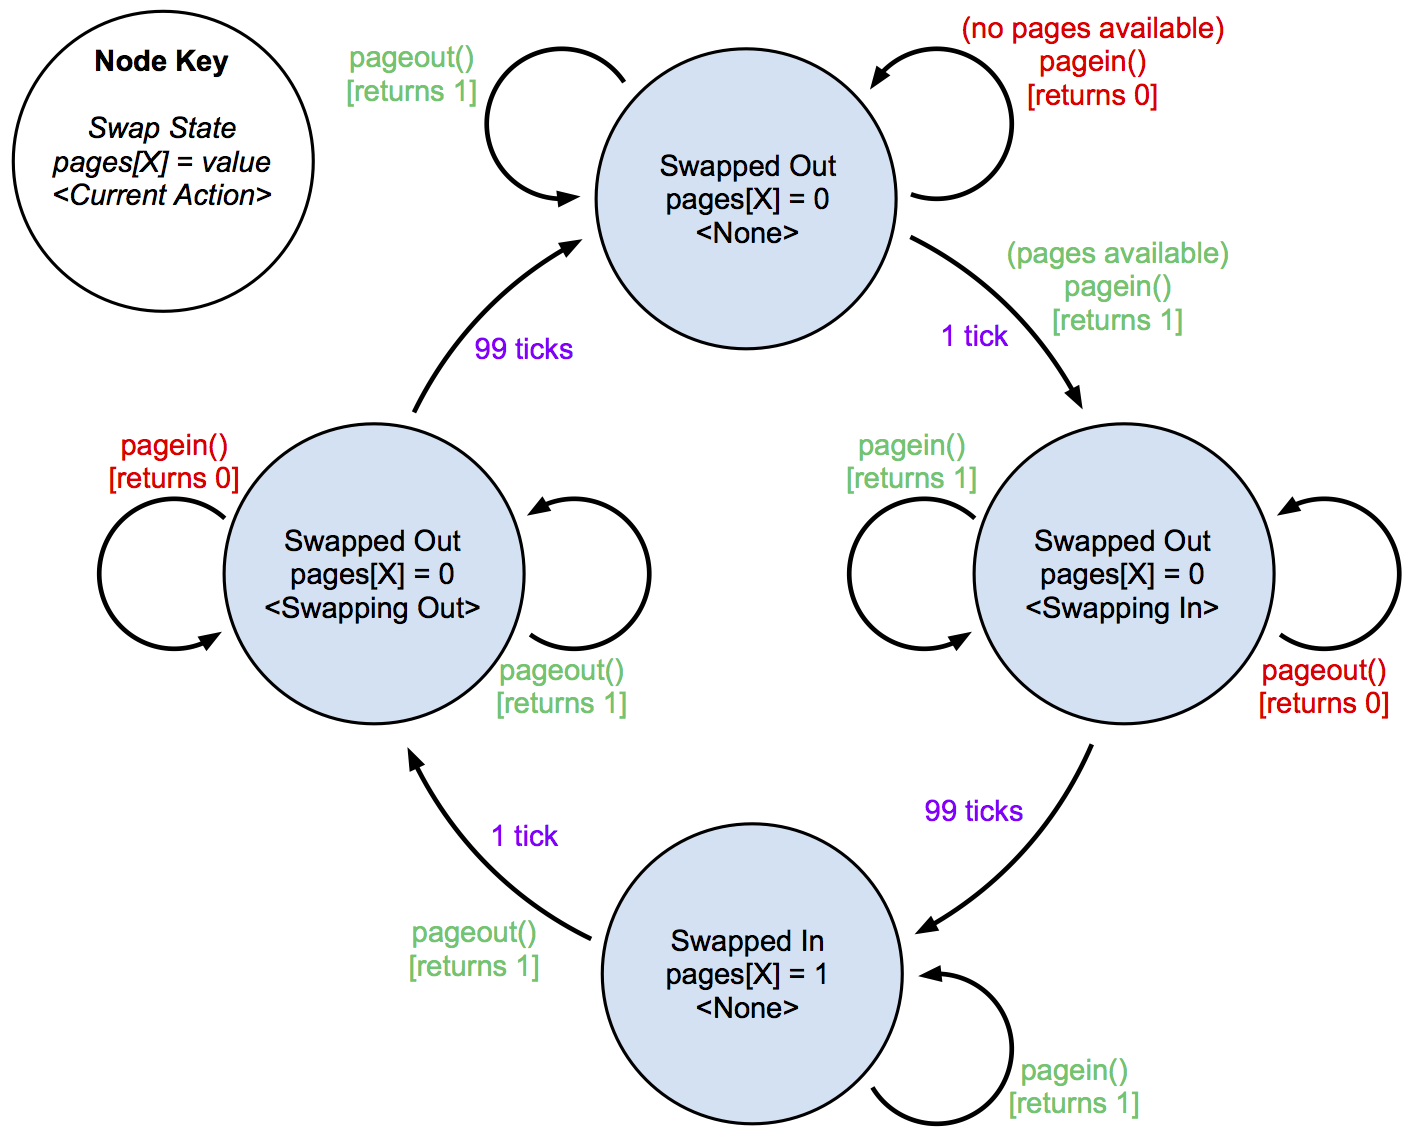 Node Key
Swap State
pages[X] = value
<Current Action>
pageout()
[returns 1]
(no pages available)
pagein()
[returns 0]
Swapped Out
pages[X] = 0
<None>
(pages available)
pagein()
[returns 1]
1 tick
99 ticks
pagein()
[returns 0]
Swapped Out
pages[X] = 0
<Swapping Out>
pageout()
[returns 1]
pagein()
[returns 1]
Swapped Out
pages[X] = 0
<Swapping In>
pageout()
[returns 0]
99 ticks
1 tick
pageout()
[returns 1]
Swapped In
pages[X] = 1
<None>
pagein()
[returns 1]